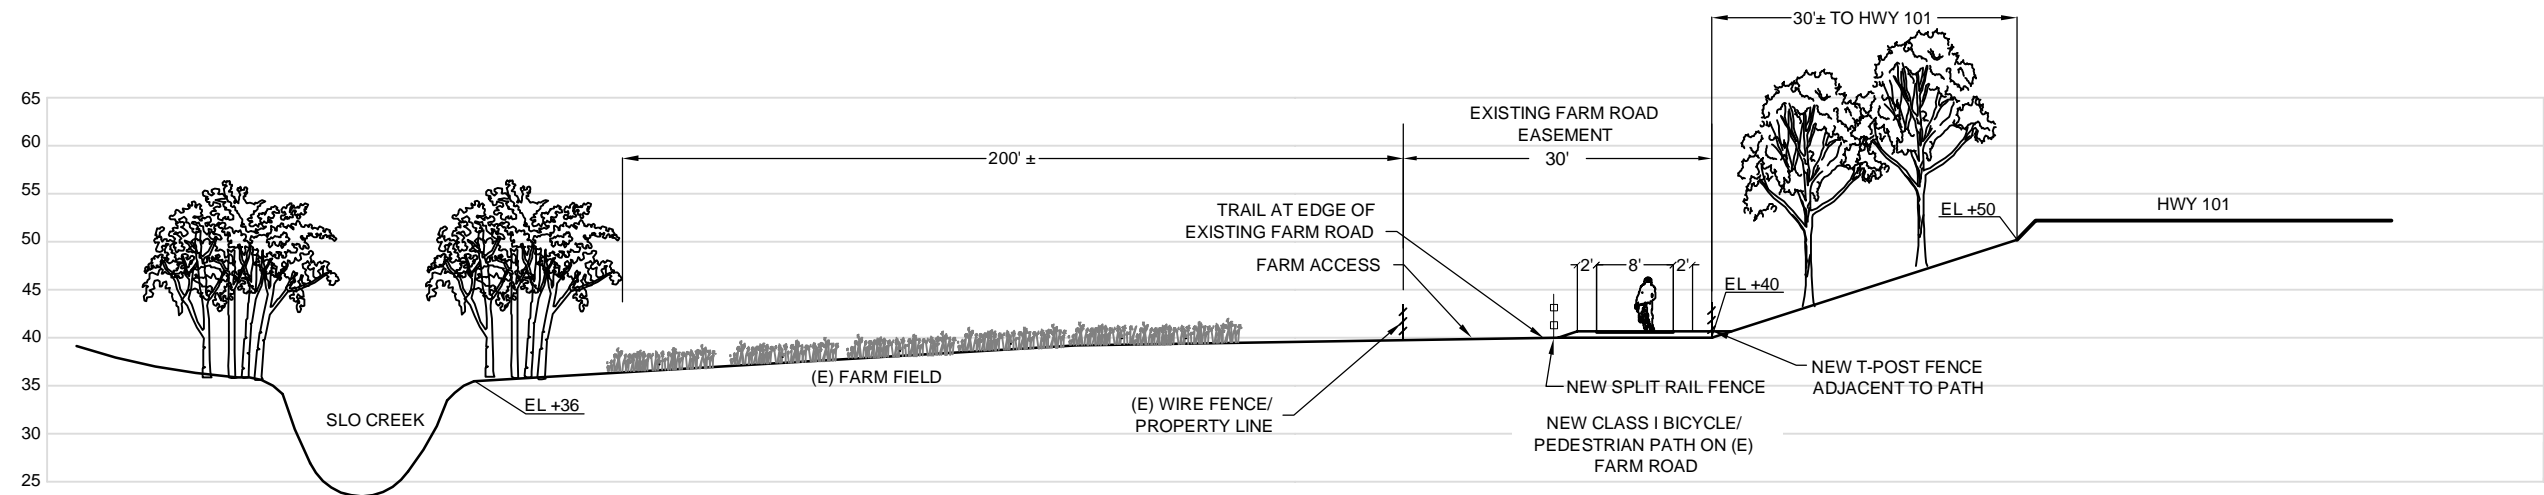 30'± TO HWY 101
65
60
55
50
45
40
35
30
25
EXISTING FARM ROAD
EASEMENT
200' ±
30'
TRAIL AT EDGE OF
EXISTING FARM ROAD
FARM ACCESS
2'
8'
2'
EL +40
EL +50
HWY 101
(E) FARM FIELD
EL +36
SLO CREEK
(E) WIRE FENCE/
PROPERTY LINE
NEW SPLIT RAIL FENCE
NEW T-POST FENCE
ADJACENT TO PATH
NEW CLASS I BICYCLE/
PEDESTRIAN PATH ON (E)
FARM ROAD